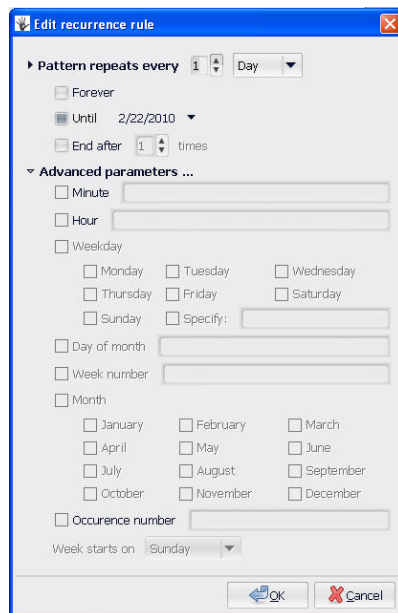 Edit recurrence rule
Pattern repeats every 1 Day
Forever
Until 2/22/2010
End after 1 times
Advanced parameters ...
Minute
Hour
Weekday
Monday Tuesday Wednesday
Thursday Friday Saturday
Sunday Specify:
Day of month
Week number
Month
January February March
April May June
July August September
October November December
Occurence number
Week starts on Sunday
OK Cancel